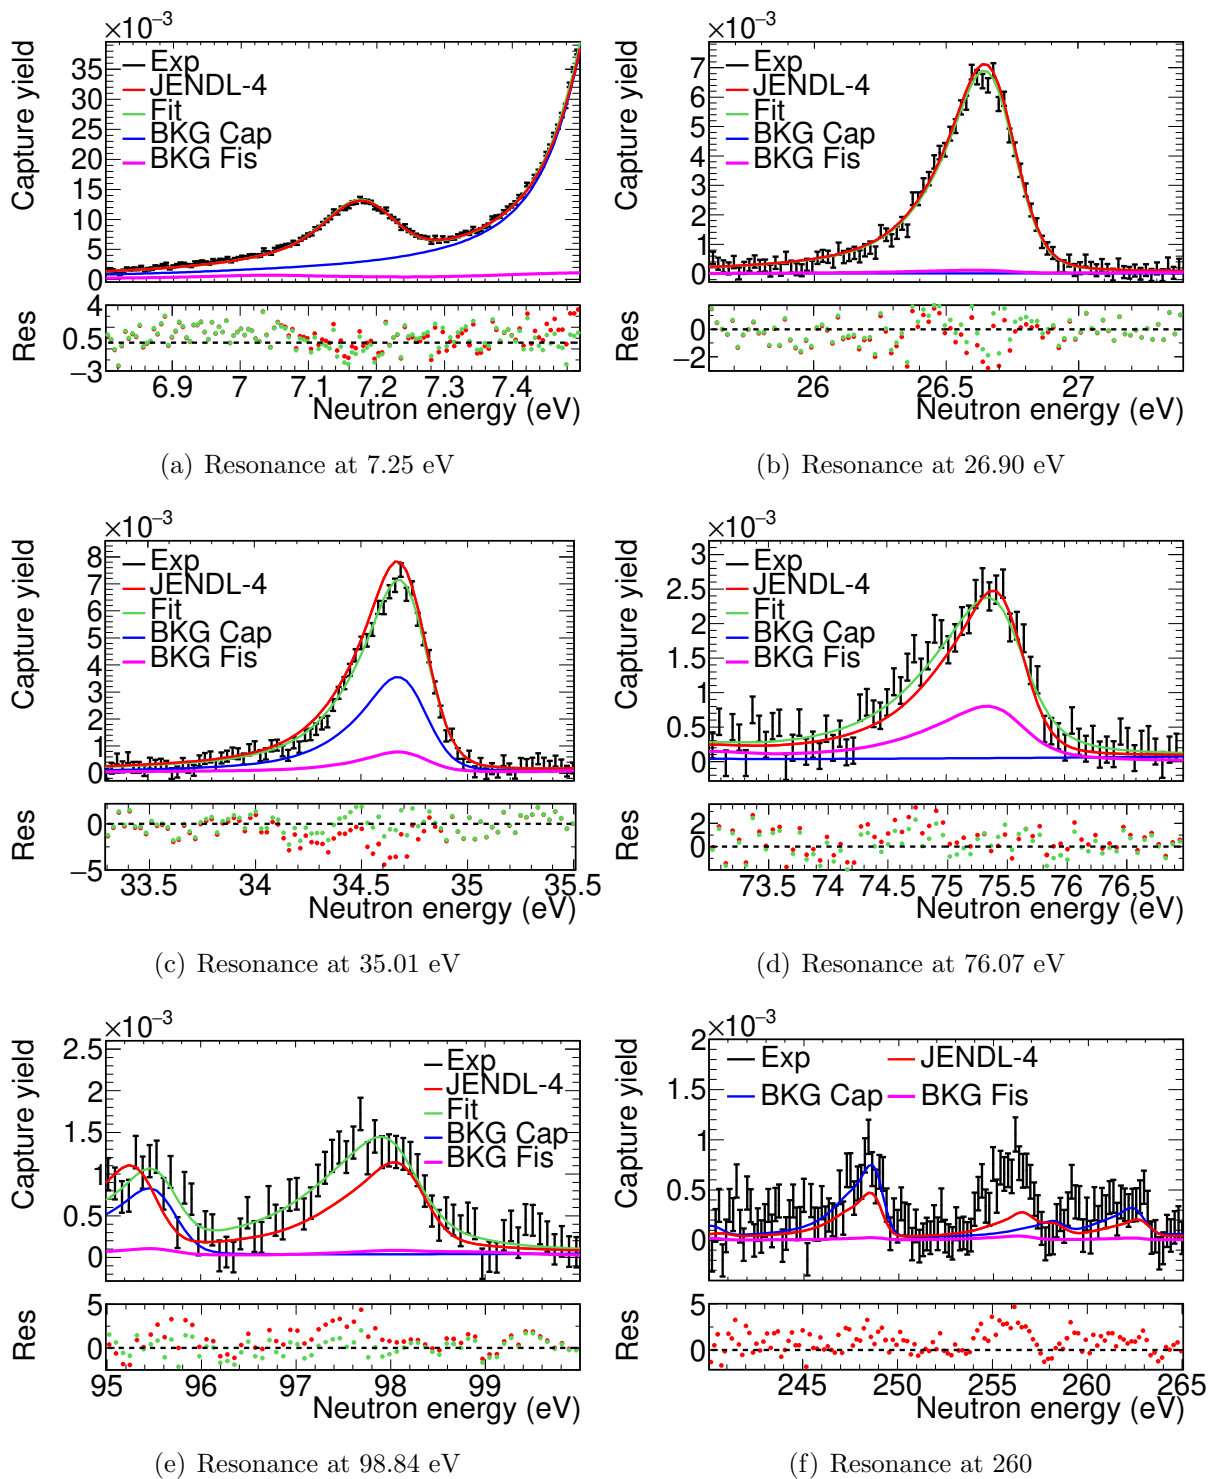 ×10⁻³
Capture yield
35
30
25
20
15
10
5
0
Exp
JENDL-4
Fit
BKG Cap
BKG Fis
Res
4
0.5
−3
6.9 7 7.1 7.2 7.3 7.4
Neutron energy (eV)
(a) Resonance at 7.25 eV
×10⁻³
Capture yield
7
6
5
4
3
2
1
0
Exp
JENDL-4
Fit
BKG Cap
BKG Fis
Res
0
−2
26 26.5 27
Neutron energy (eV)
(b) Resonance at 26.90 eV
×10⁻³
Capture yield
8
7
6
5
4
3
2
1
0
Exp
JENDL-4
Fit
BKG Cap
BKG Fis
Res
0
−5
33.5 34 34.5 35 35.5
Neutron energy (eV)
(c) Resonance at 35.01 eV
×10⁻³
Capture yield
3
2.5
2
1.5
1
0.5
0
Exp
JENDL-4
Fit
BKG Cap
BKG Fis
Res
2
0
73.5 74 74.5 75 75.5 76 76.5
Neutron energy (eV)
(d) Resonance at 76.07 eV
×10⁻³
Capture yield
2.5
2
1.5
1
0.5
0
Exp
JENDL-4
Fit
BKG Cap
BKG Fis
Res
5
0
95 96 97 98 99
Neutron energy (eV)
(e) Resonance at 98.84 eV
×10⁻³
Capture yield
2
1.5
1
0.5
0
Exp JENDL-4
BKG Cap BKG Fis
Res
5
0
245 250 255 260 265
Neutron energy (eV)
(f) Resonance at 260